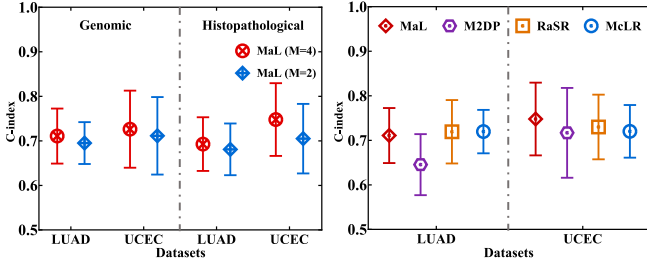 Genomic
Histopathological
MaL (M=4)
MaL (M=2)
C-index
1.0
0.9
0.8
0.7
0.6
0.5
LUAD
UCEC
LUAD
UCEC
Datasets
MaL
M2DP
RaSR
McLR
C-index
1.0
0.9
0.8
0.7
0.6
0.5
LUAD
UCEC
Datasets